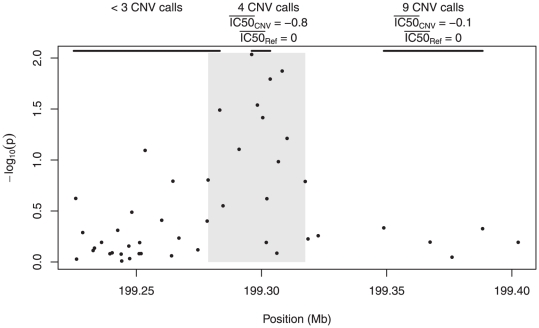 < 3 CNV calls 4 CNV calls 9 CNV calls
IC50CNV = −0.8 IC50CNV = −0.1
IC50Ref = 0 IC50Ref = 0
2.0
1.5
1.0
0.5
0.0
−log10(p)
199.25 199.30 199.35 199.40
Position (Mb)